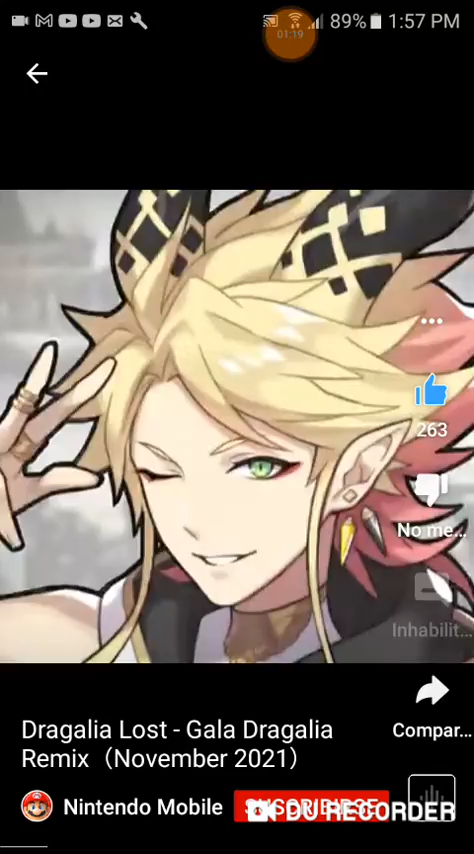 01:19
89% 1:57 PM
263
No me...
Inhabilit...
Dragalia Lost - Gala Dragalia
Remix（November 2021）
Compar...
Nintendo Mobile SUSCRIBIRSE
DU RECORDER